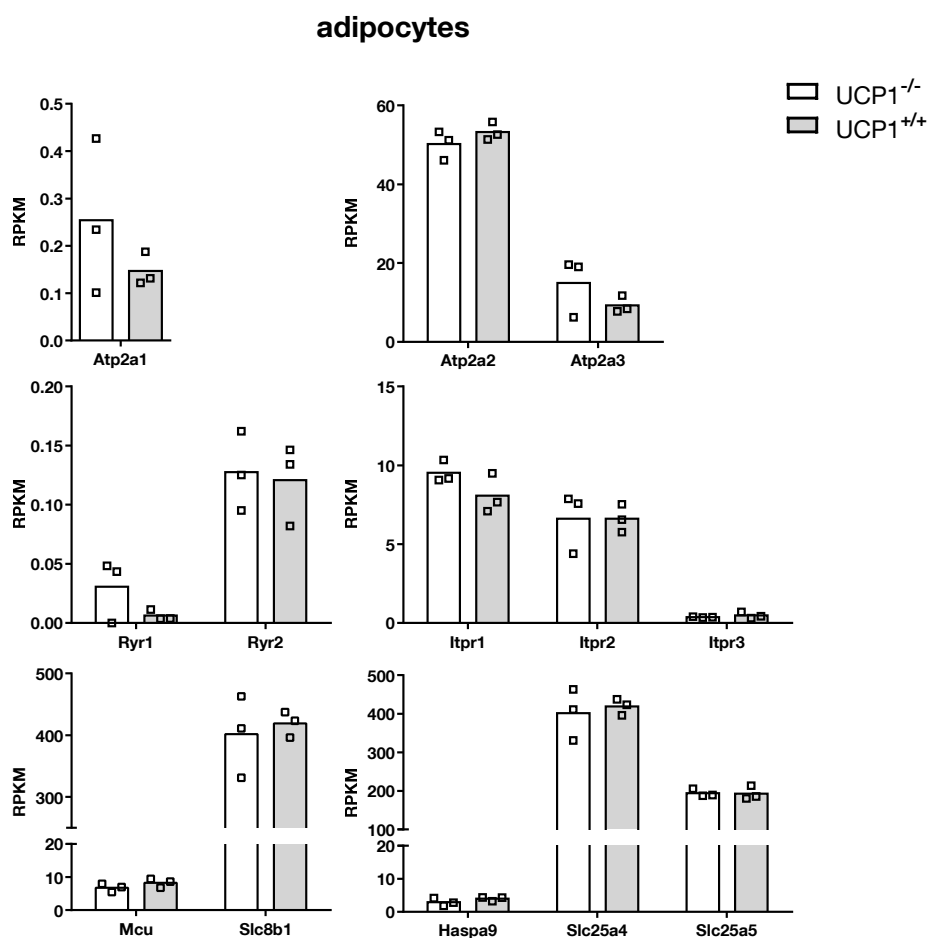 adipocytes
UCP1-/-
UCP1+/+
RPKM
0.5
0.4
0.3
0.2
0.1
0.0
Atp2a1
RPKM
60
40
20
0
Atp2a2 Atp2a3
RPKM
0.20
0.15
0.10
0.05
0.00
Ryr1 Ryr2
RPKM
15
10
5
0
Itpr1 Itpr2 Itpr3
RPKM
500
400
300
20
10
0
Mcu Slc8b1
RPKM
500
400
300
200
100
20
10
0
Haspa9 Slc25a4 Slc25a5